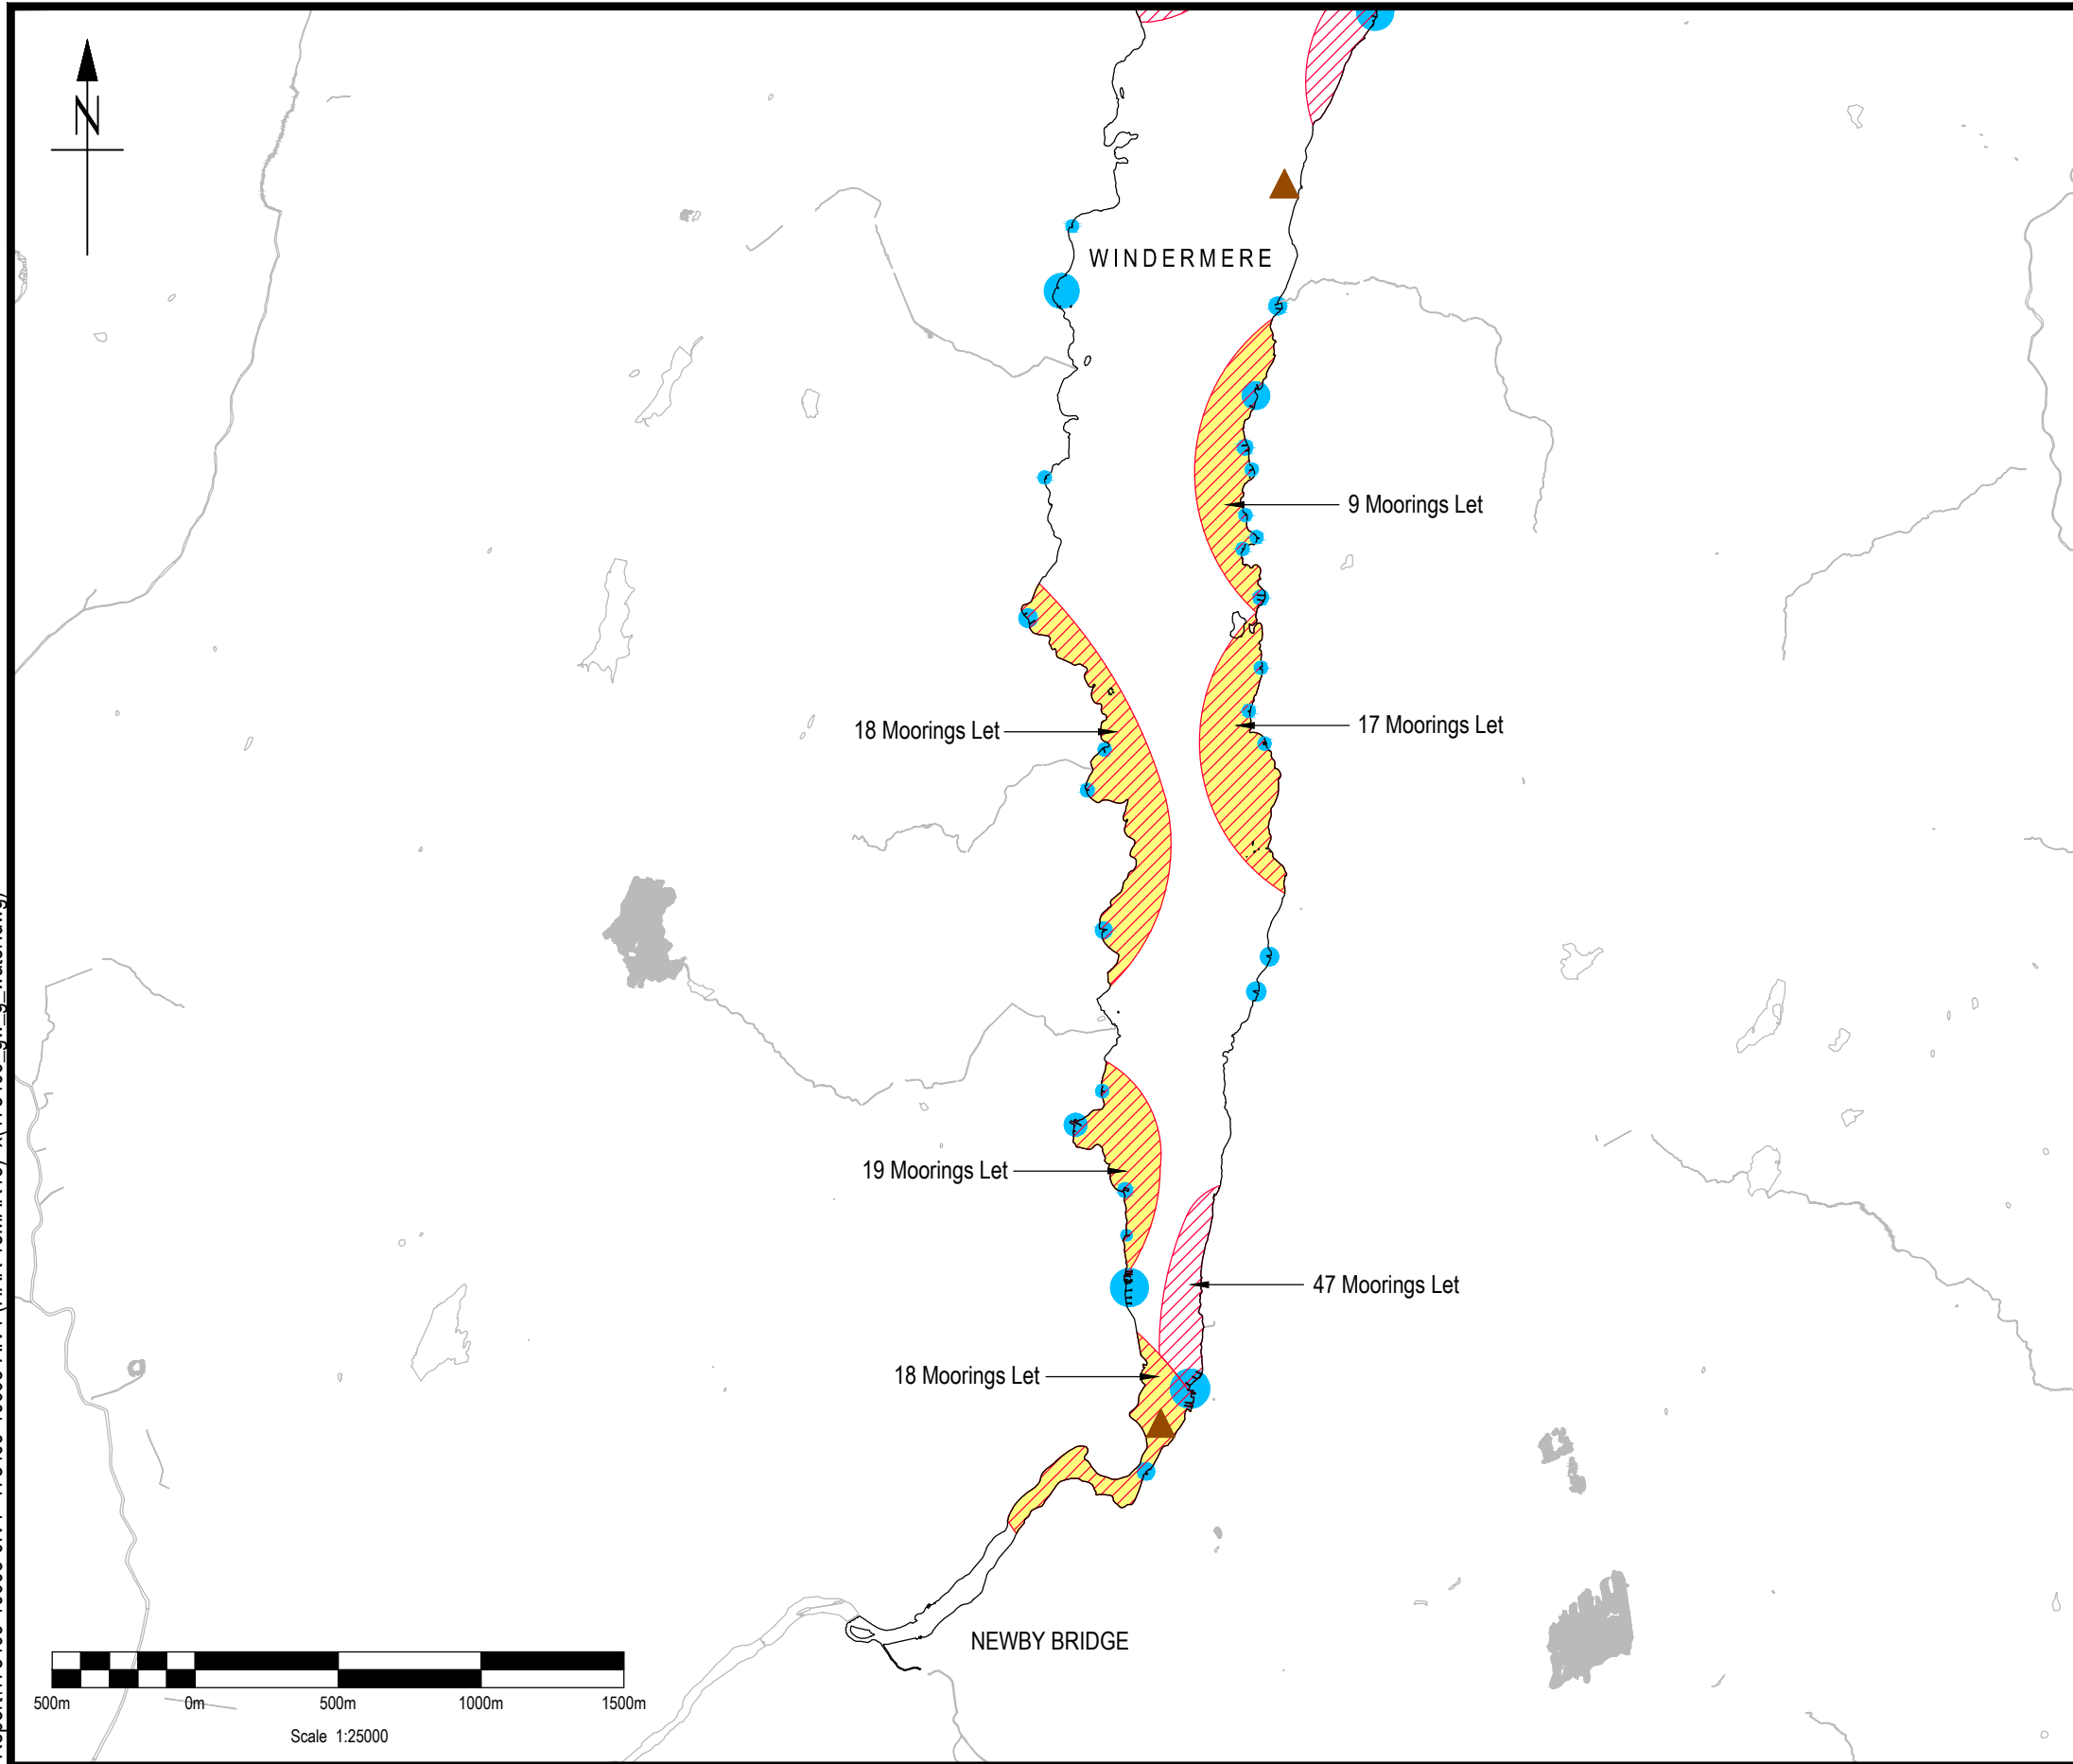 N
WINDERMERE
9 Moorings Let
18 Moorings Let
17 Moorings Let
19 Moorings Let
47 Moorings Let
18 Moorings Let
NEWBY BRIDGE
500m 0m 500m 1000m 1500m
Scale 1:25000